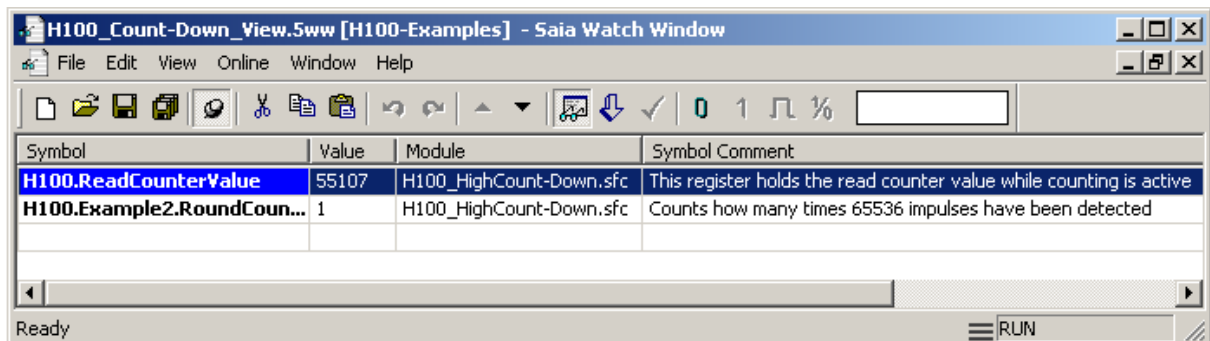 H100_Count-Down_View.5ww [H100-Examples] - Saia Watch Window
File Edit View Online Window Help
0 1 ⅟₀
Symbol Value Module Symbol Comment
H100.ReadCounterValue 55107 H100_HighCount-Down.sfc This register holds the read counter value while counting is active
H100.Example2.RoundCoun... 1 H100_HighCount-Down.sfc Counts how many times 65536 impulses have been detected
Ready RUN